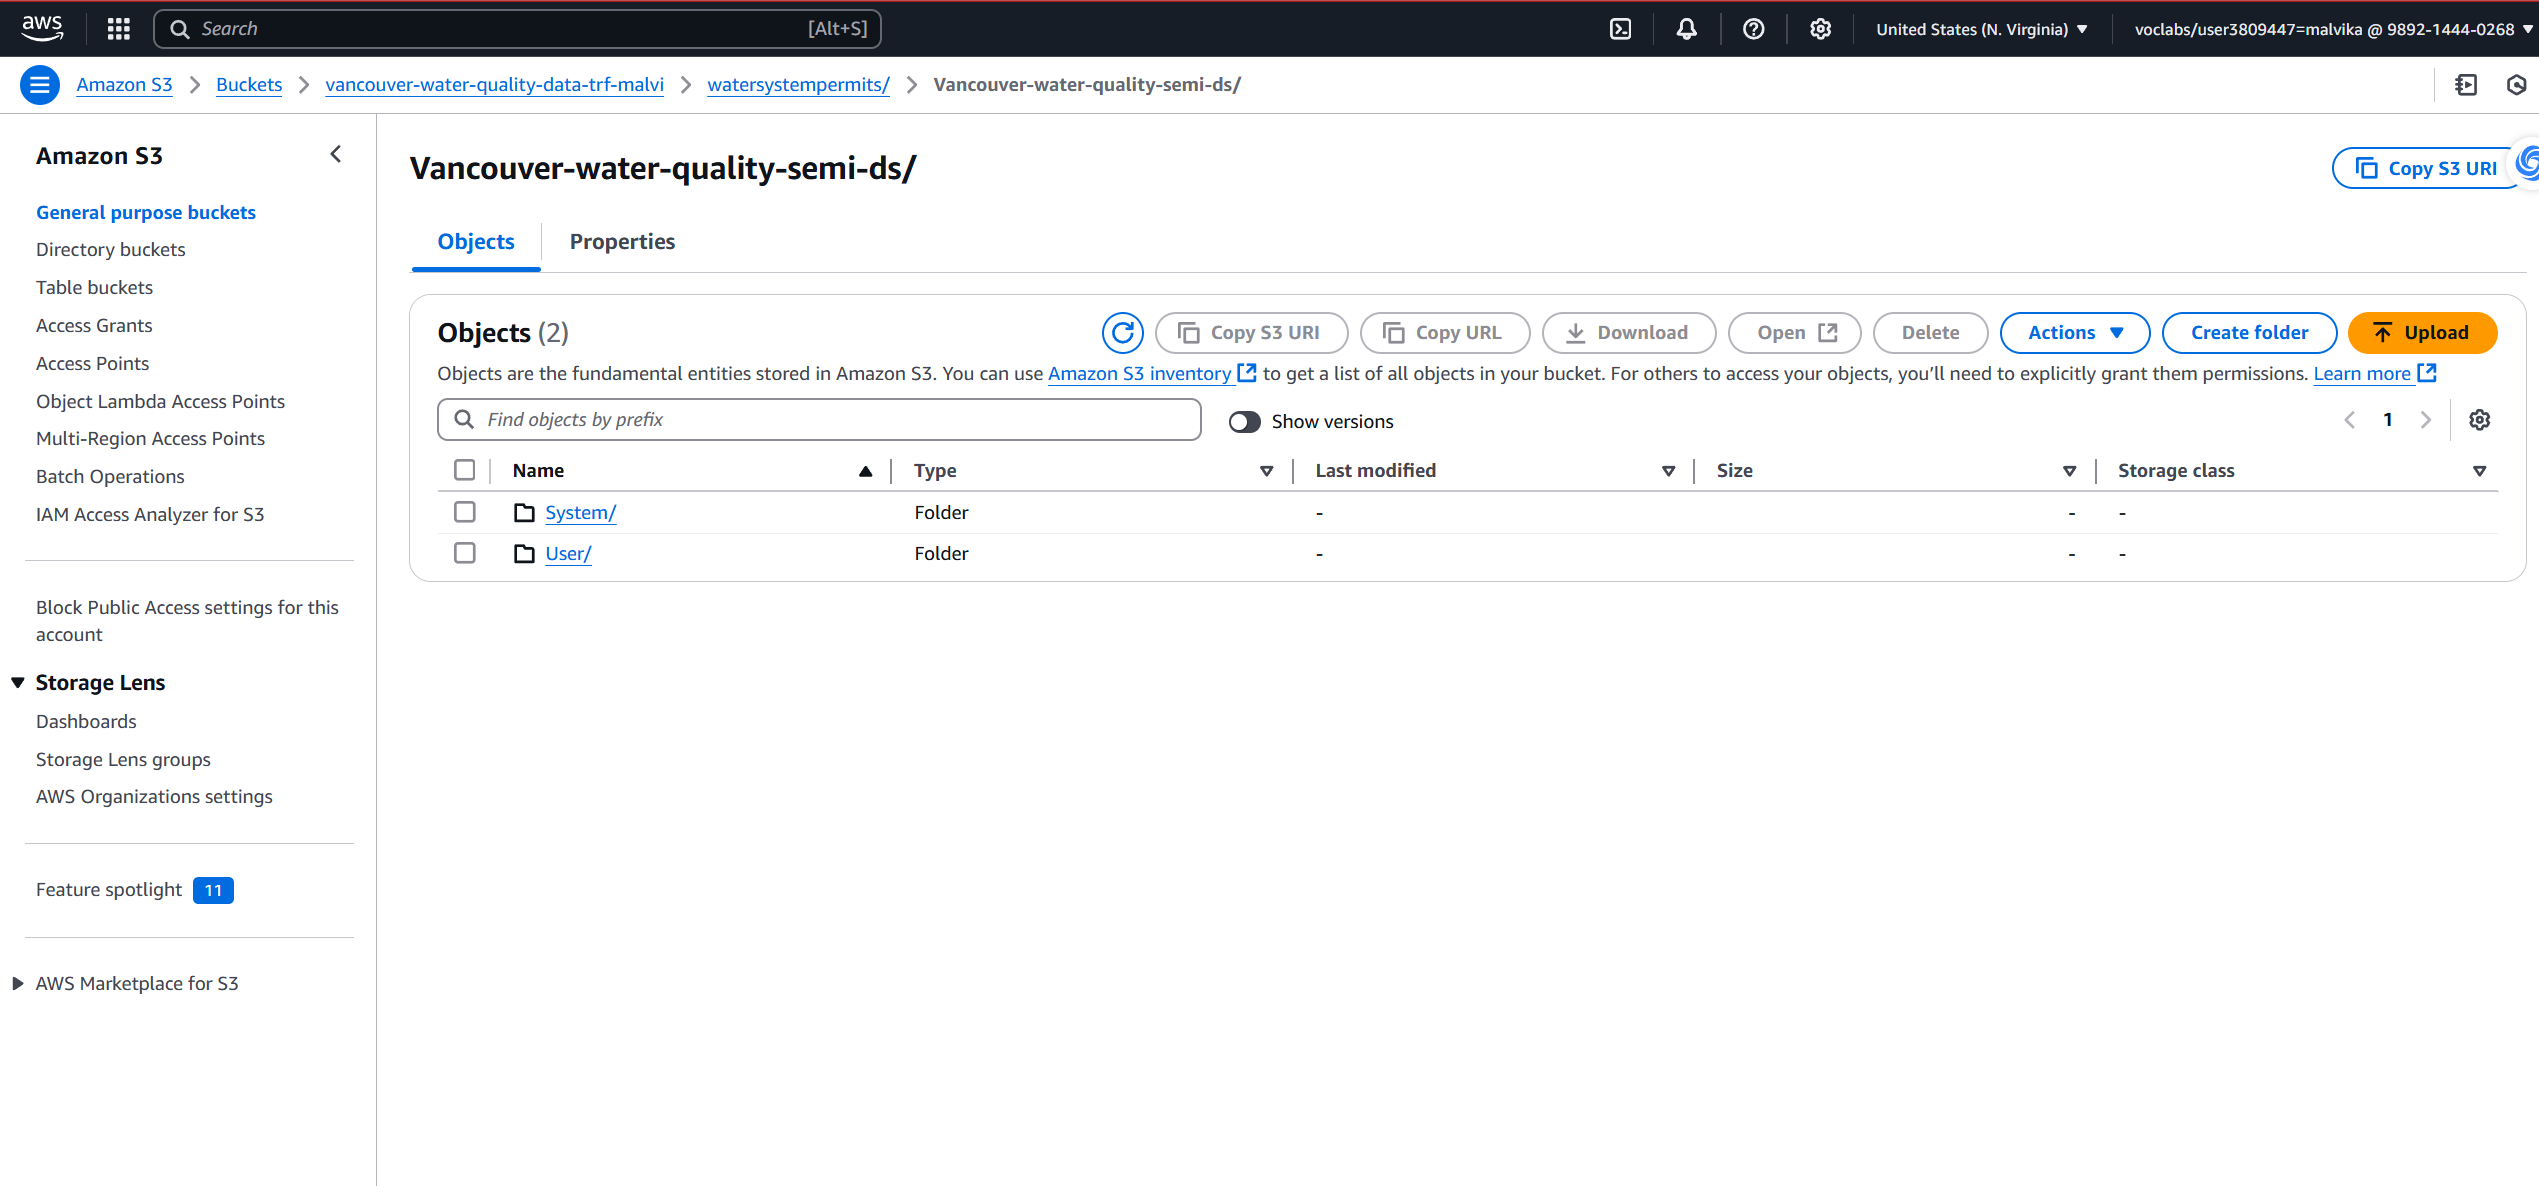 aws
Search [Alt+S]
United States (N. Virginia)
voclabs/user3809447=malvika @ 9892-1444-0268
Amazon S3
Buckets
vancouver-water-quality-data-trf-malvi
watersystempermits/
Vancouver-water-quality-semi-ds/
Amazon S3
General purpose buckets
Directory buckets
Table buckets
Access Grants
Access Points
Object Lambda Access Points
Multi-Region Access Points
Batch Operations
IAM Access Analyzer for S3
Block Public Access settings for this
account
Storage Lens
Dashboards
Storage Lens groups
AWS Organizations settings
Feature spotlight 11
AWS Marketplace for S3
Vancouver-water-quality-semi-ds/
Copy S3 URI
Objects
Properties
Objects (2)
Copy S3 URI
Copy URL
Download
Open
Delete
Actions
Create folder
Upload
Objects are the fundamental entities stored in Amazon S3. You can use Amazon S3 inventory to get a list of all objects in your bucket. For others to access your objects, you'll need to explicitly grant them permissions. Learn more
Find objects by prefix
Show versions
1
Name Type Last modified Size Storage class
System/ Folder - - -
User/ Folder - - -